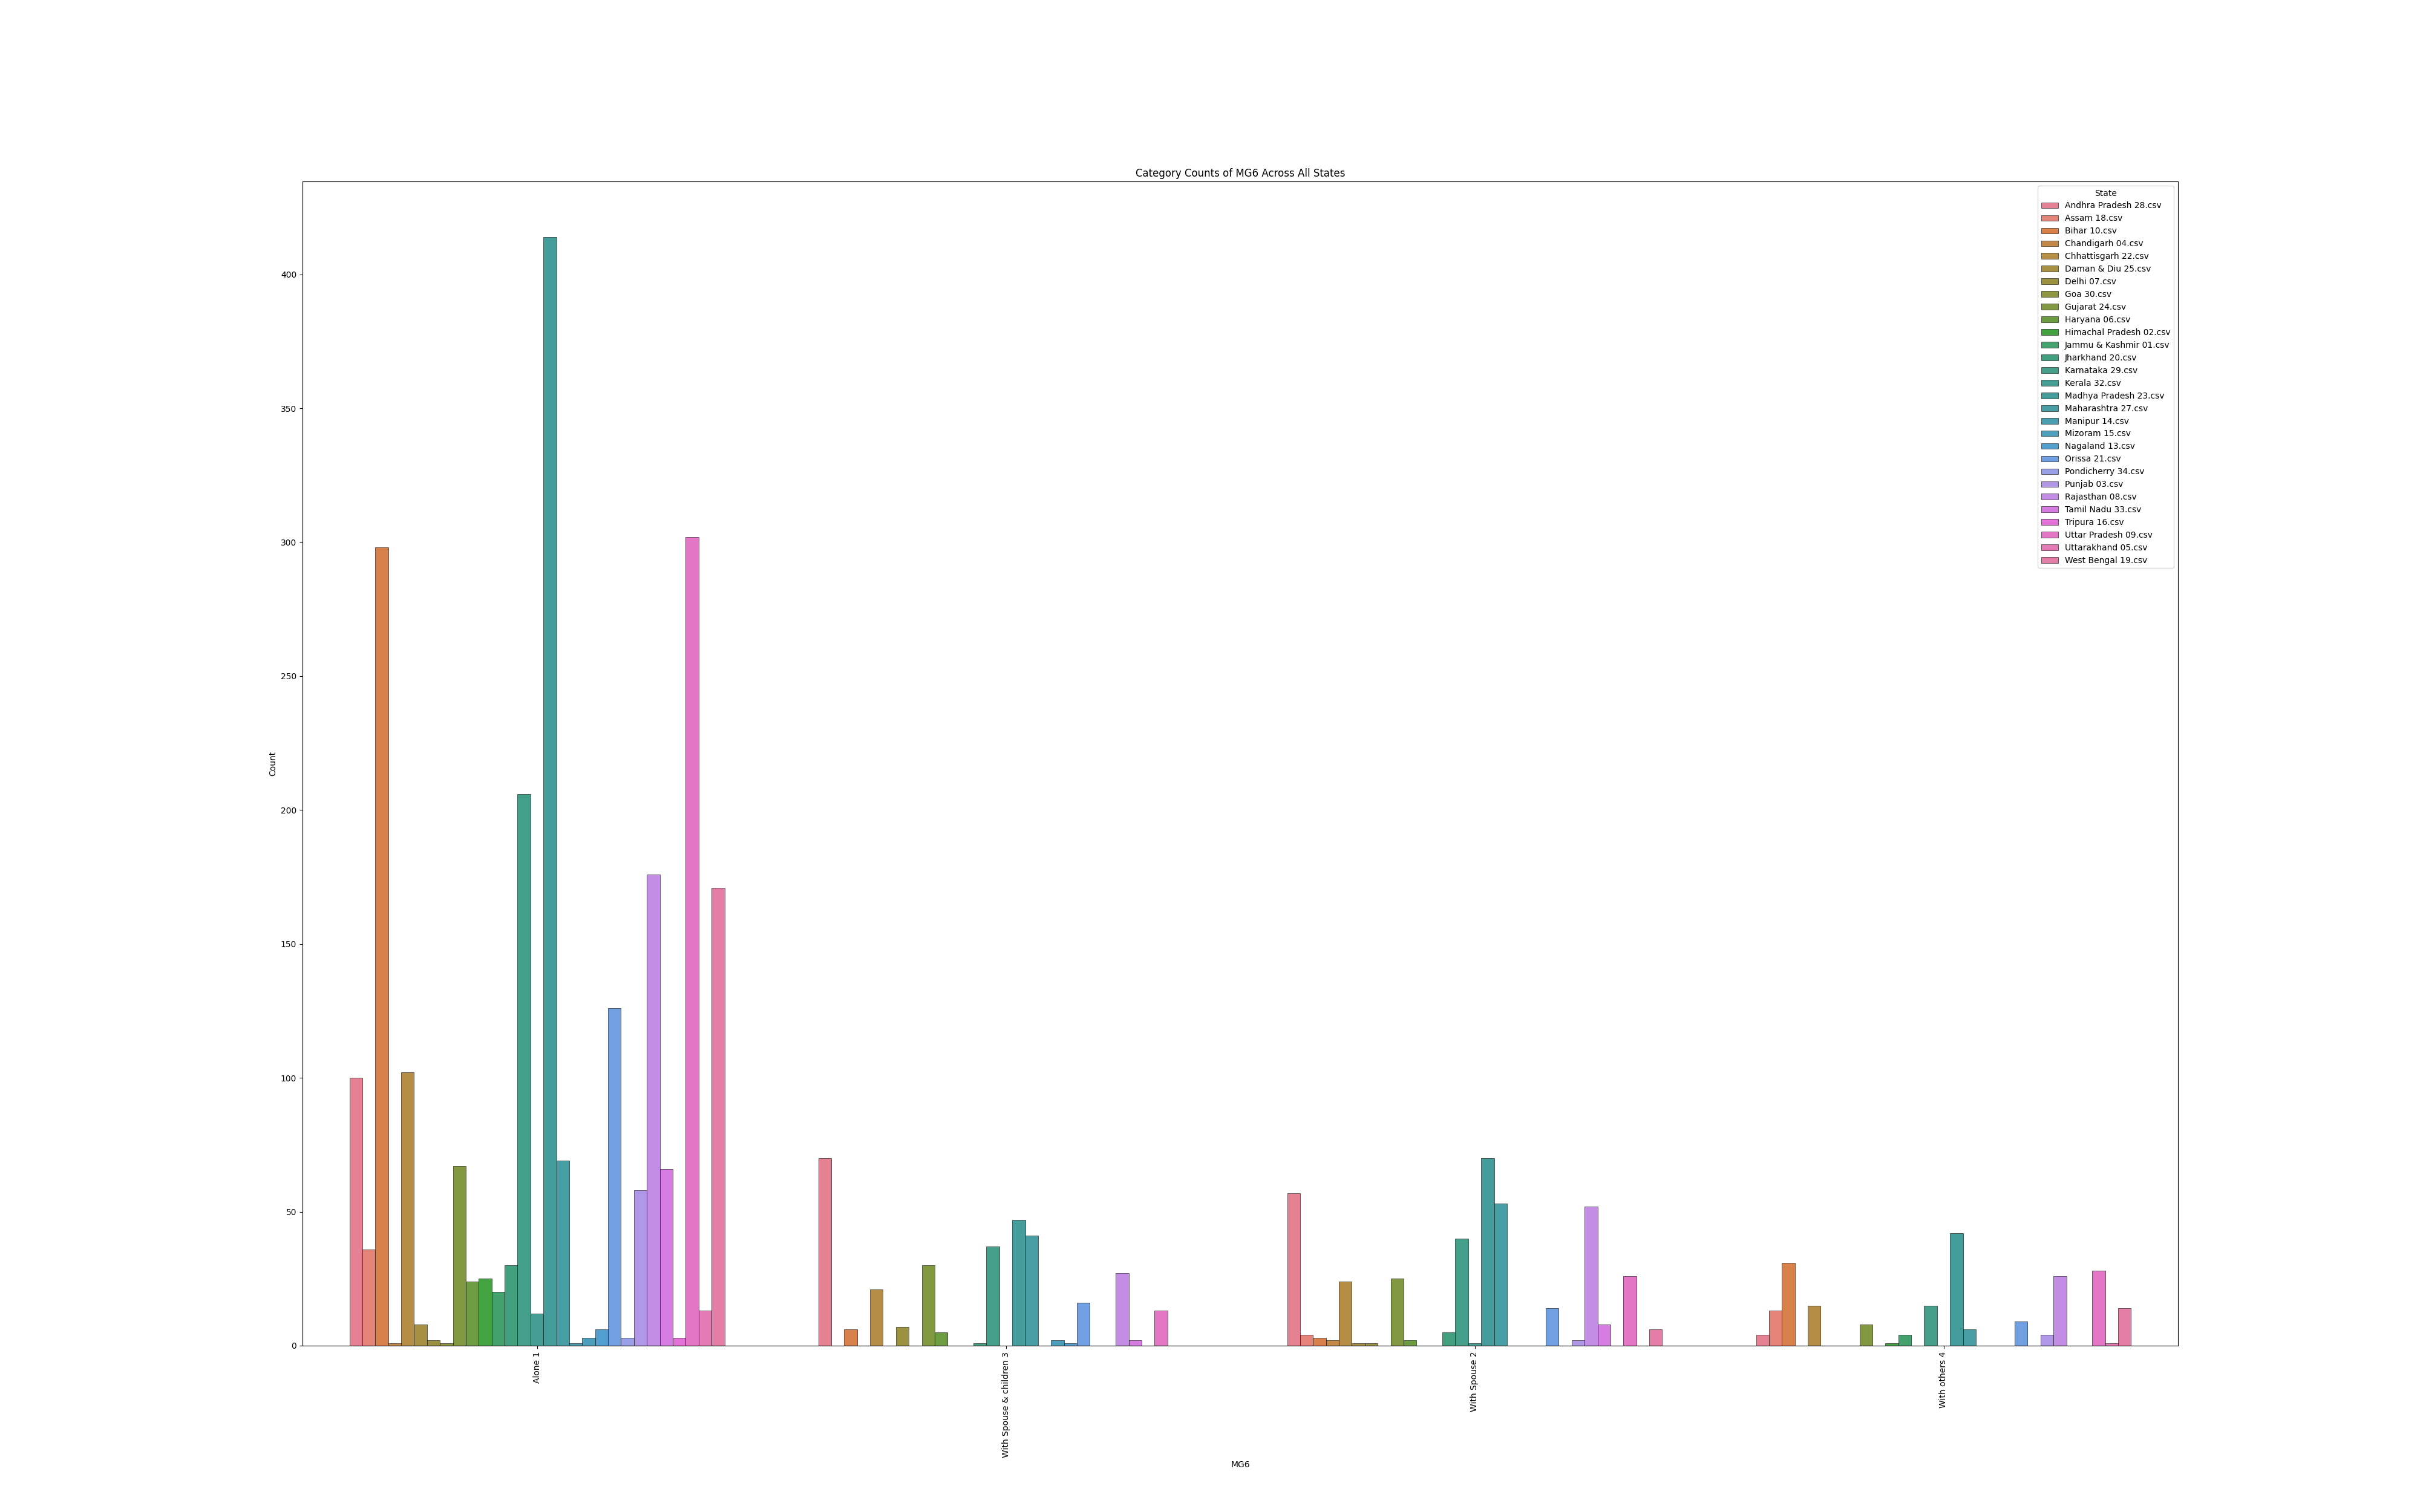 Category Counts of MG6 Across All States
State
Andhra Pradesh 28.csv
Assam 18.csv
Bihar 10.csv
Chandigarh 04.csv
Chhattisgarh 22.csv
Daman & Diu 25.csv
Delhi 07.csv
Goa 30.csv
Gujarat 24.csv
Haryana 06.csv
Himachal Pradesh 02.csv
Jammu & Kashmir 01.csv
Jharkhand 20.csv
Karnataka 29.csv
Kerala 32.csv
Madhya Pradesh 23.csv
Maharashtra 27.csv
Manipur 14.csv
Mizoram 15.csv
Nagaland 13.csv
Orissa 21.csv
Pondicherry 34.csv
Punjab 03.csv
Rajasthan 08.csv
Tamil Nadu 33.csv
Tripura 16.csv
Uttar Pradesh 09.csv
Uttarakhand 05.csv
West Bengal 19.csv
Count
400
350
300
250
200
150
100
50
0
Alone 1
With Spouse & children 3
With Spouse 2
With others 4
MG6